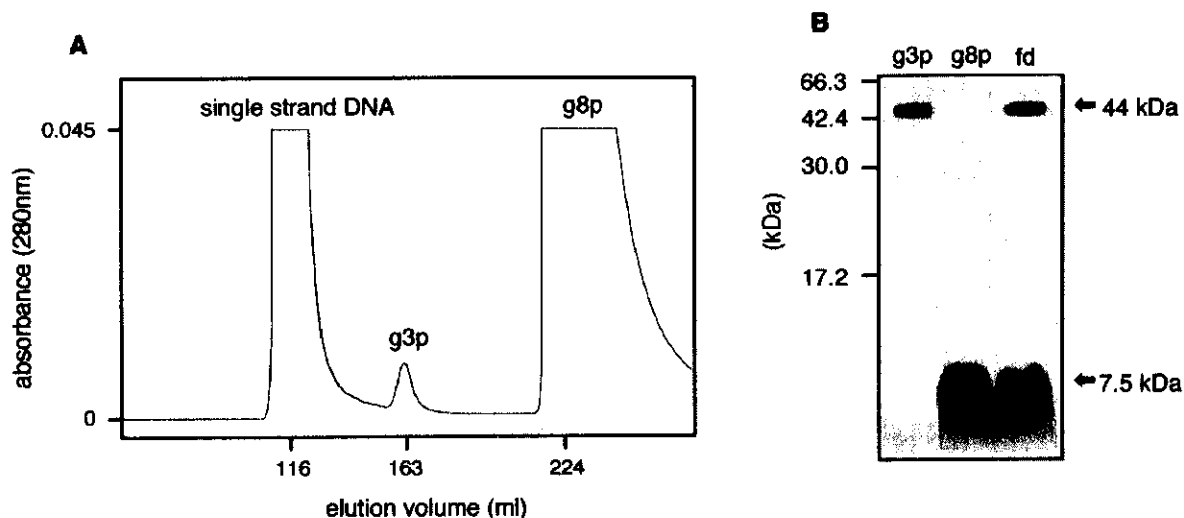 A
single strand DNA
g8p
g3p
0.045
0
absorbance (280nm)
116
163
224
elution volume (ml)
B
g3p g8p fd
66.3
42.4
30.0
17.2
(kDa)
44 kDa
7.5 kDa